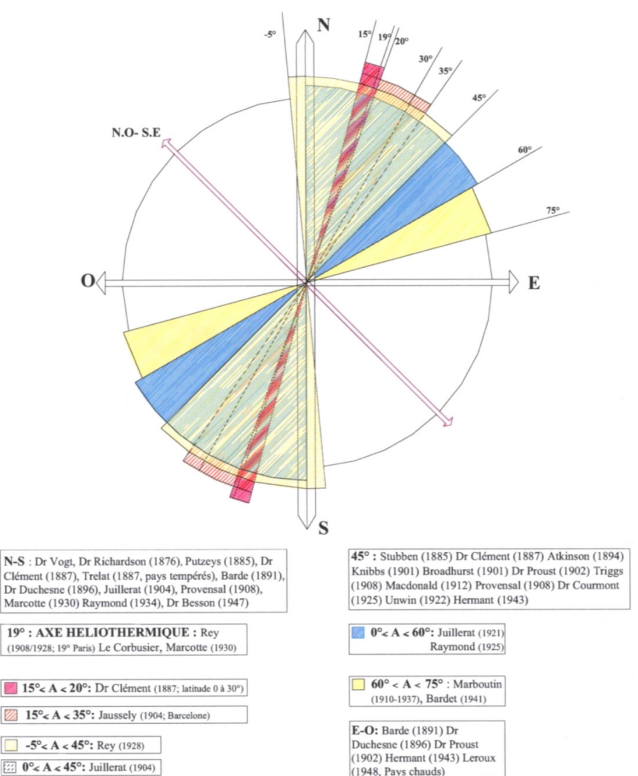 N
-5°
15°
19°
20°
30°
35°
45°
60°
75°
N.O- S.E
O
E
S
N-S : Dr Vogt, Dr Richardson (1876), Putzeys (1885), Dr
Clément (1887), Trelat (1887, pays tempérés), Barde (1891),
Dr Duchesne (1896), Juillerat (1904), Provensal (1908),
Marcotte (1930) Raymond (1934), Dr Besson (1947)
19° : AXE HELIOTHERMIQUE : Rey
(1908/1928; 19° Paris) Le Corbusier, Marcotte (1930)
15°< A < 20°: Dr Clément (1887; latitude 0 à 30°)
15°< A < 35°: Jaussely (1904; Barcelone)
-5°< A < 45°: Rey (1928)
0°< A < 45°: Juillerat (1904)
45° : Stubben (1885) Dr Clément (1887) Atkinson (1894)
Knibbs (1901) Broadhurst (1901) Dr Proust (1902) Triggs
(1908) Macdonald (1912) Provensal (1908) Dr Courmont
(1925) Unwin (1922) Hermant (1943)
0°< A < 60°: Juillerat (1921)
Raymond (1925)
60° < A < 75° : Marboutin
(1910-1937), Bardet (1941)
E-O: Barde (1891) Dr
Duchesne (1896) Dr Proust
(1902) Hermant (1943) Leroux
(1948, Pays chauds)